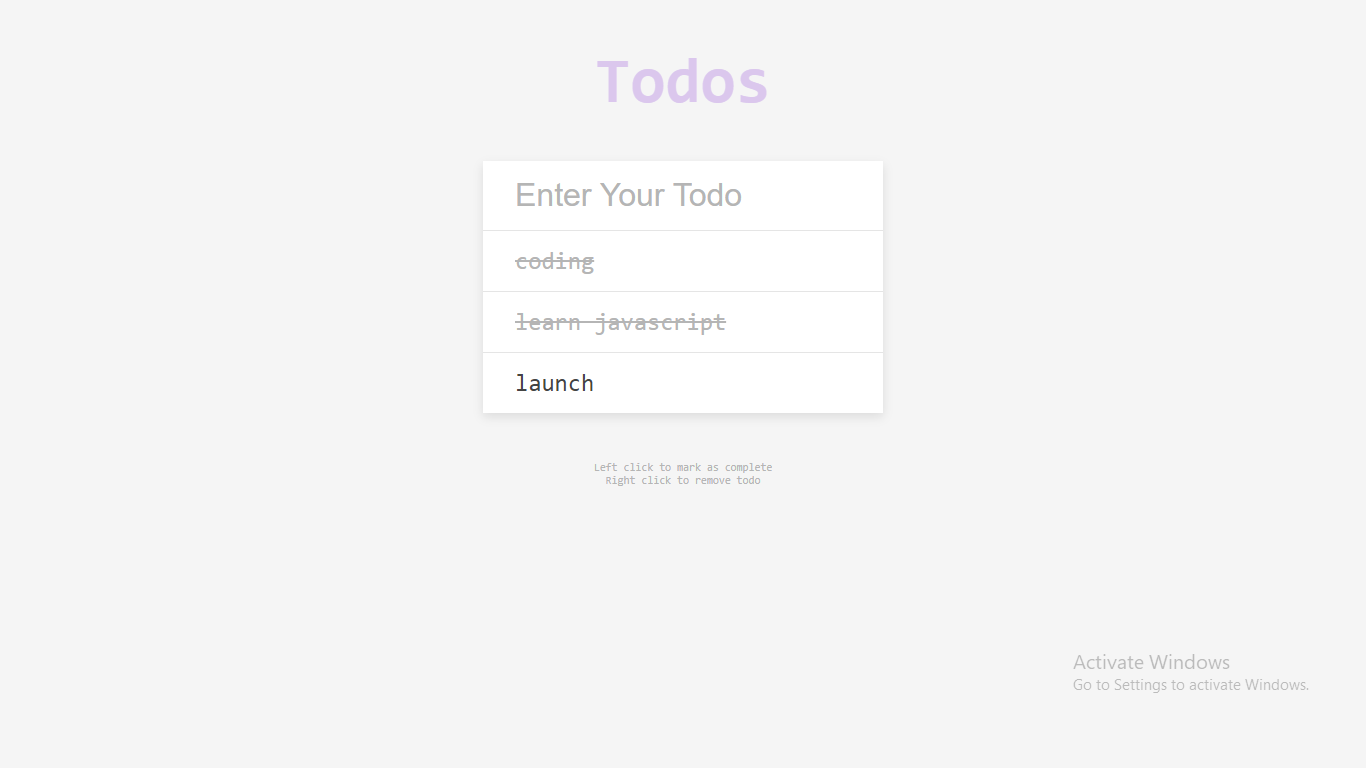 Todos
Enter Your Todo
coding
learn javascript
launch
Left click to mark as complete
Right click to remove todo
Activate Windows
Go to Settings to activate Windows.